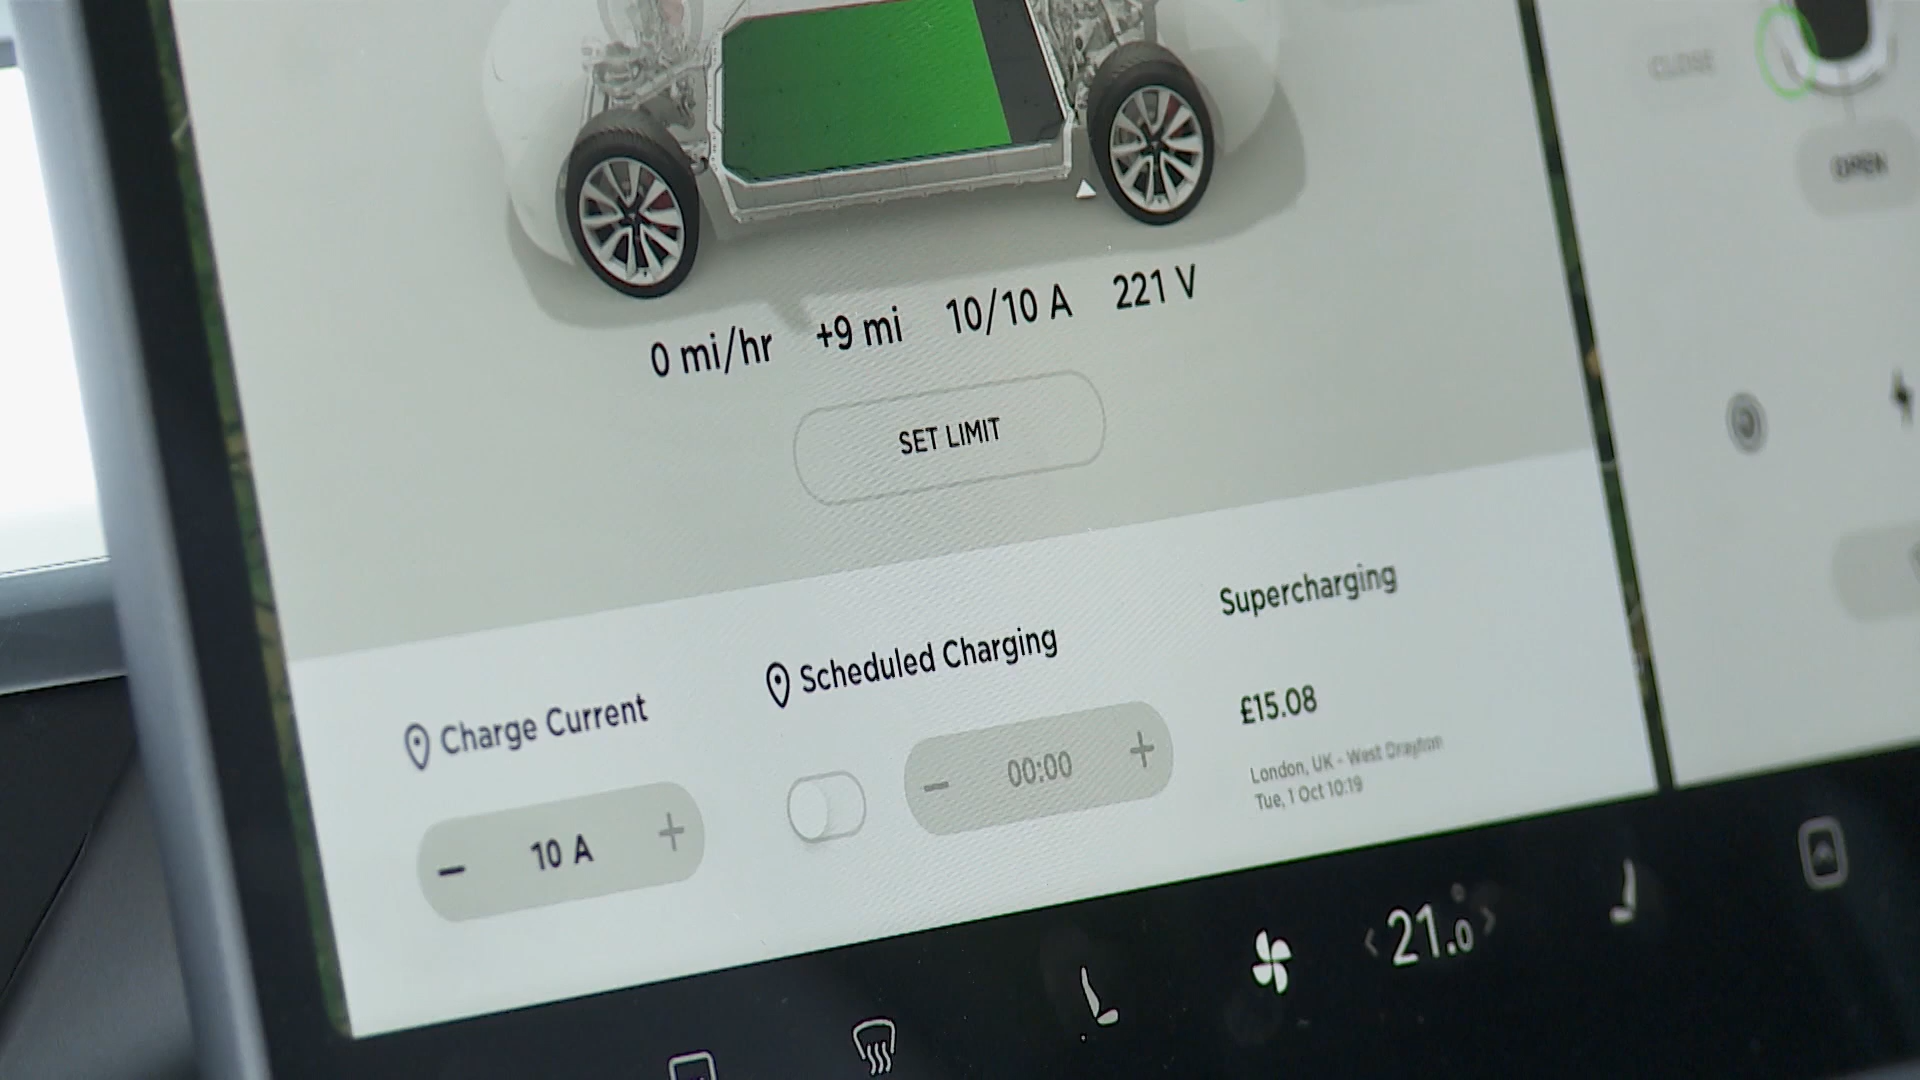 CLOSE
OPEN
0 mi/hr +9 mi 10/10 A 221 V
SET LIMIT
Charge Current
Scheduled Charging
Supercharging
− 10 A +
− 00:00 +
£15.08
London, UK - West Drayton
Tue, 1 Oct 10:19
< 21.0° >